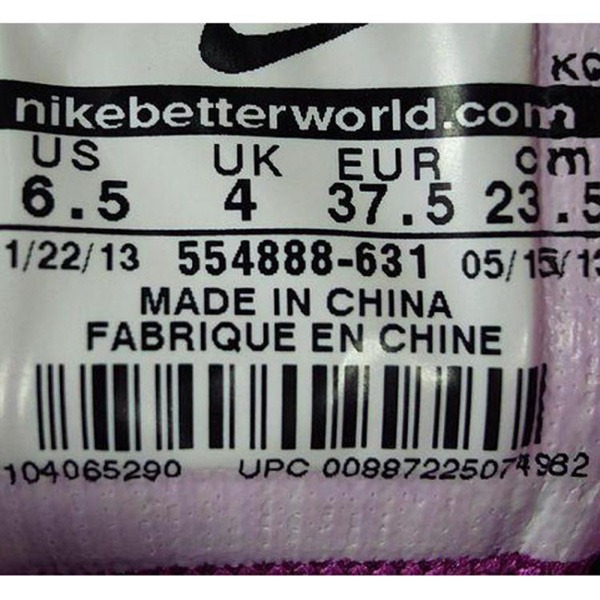 KC
nikebetterworld.com
US UK EUR cm
6.5 4 37.5 23.5
1/22/13 554888-631 05/15/13
MADE IN CHINA
FABRIQUE EN CHINE
104065290 UPC 00887225074982